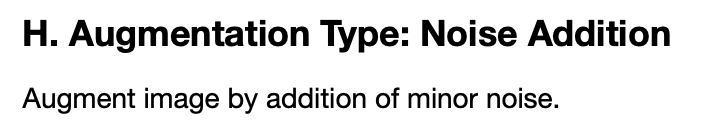 H. Augmentation Type: Noise Addition
Augment image by addition of minor noise.